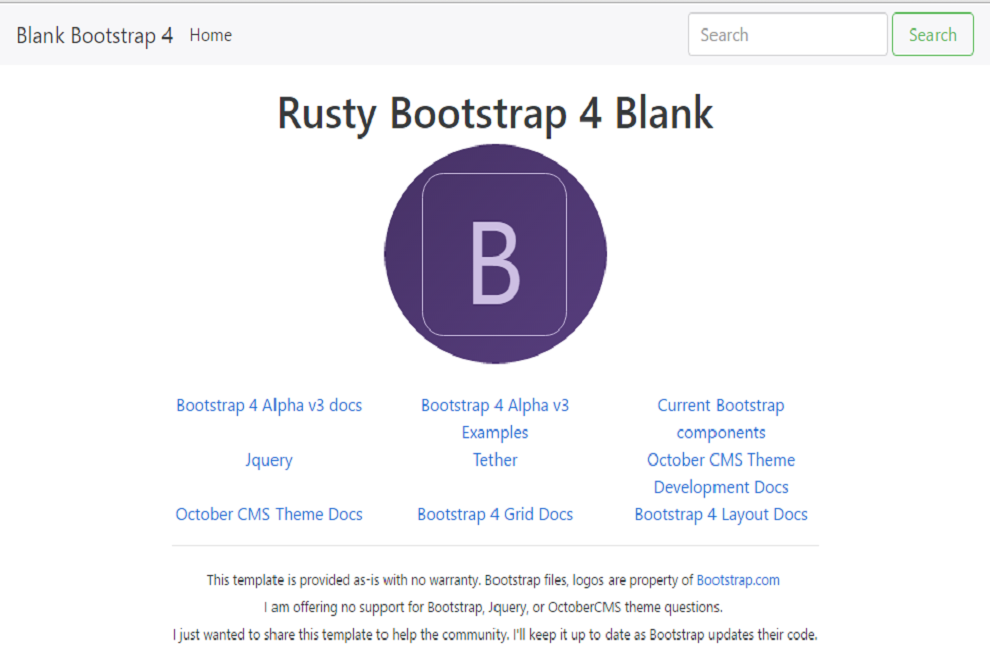 Blank Bootstrap 4 Home Search Search
Rusty Bootstrap 4 Blank
B
Bootstrap 4 Alpha v3 docs
Bootstrap 4 Alpha v3
Examples
Current Bootstrap
components
Jquery
Tether
October CMS Theme
Development Docs
October CMS Theme Docs
Bootstrap 4 Grid Docs
Bootstrap 4 Layout Docs
This template is provided as-is with no warranty. Bootstrap files, logos are property of Bootstrap.com
I am offering no support for Bootstrap, Jquery, or OctoberCMS theme questions.
I just wanted to share this template to help the community. I'll keep it up to date as Bootstrap updates their code.